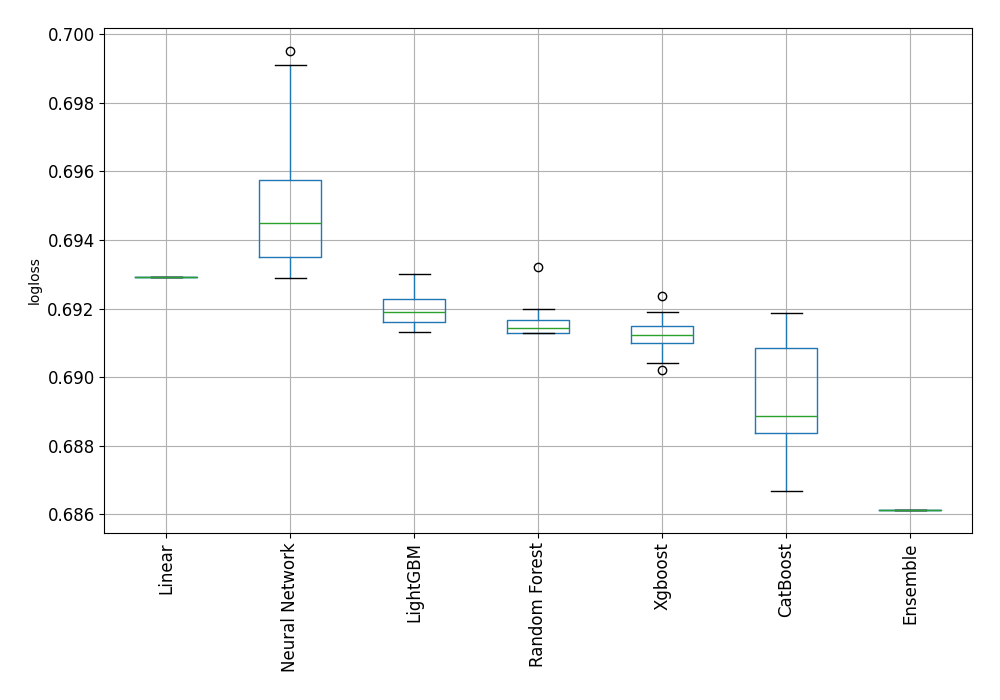 0.700
0.698
0.696
0.694
0.692
0.690
0.688
0.686
logloss
Linear
Neural Network
LightGBM
Random Forest
Xgboost
CatBoost
Ensemble